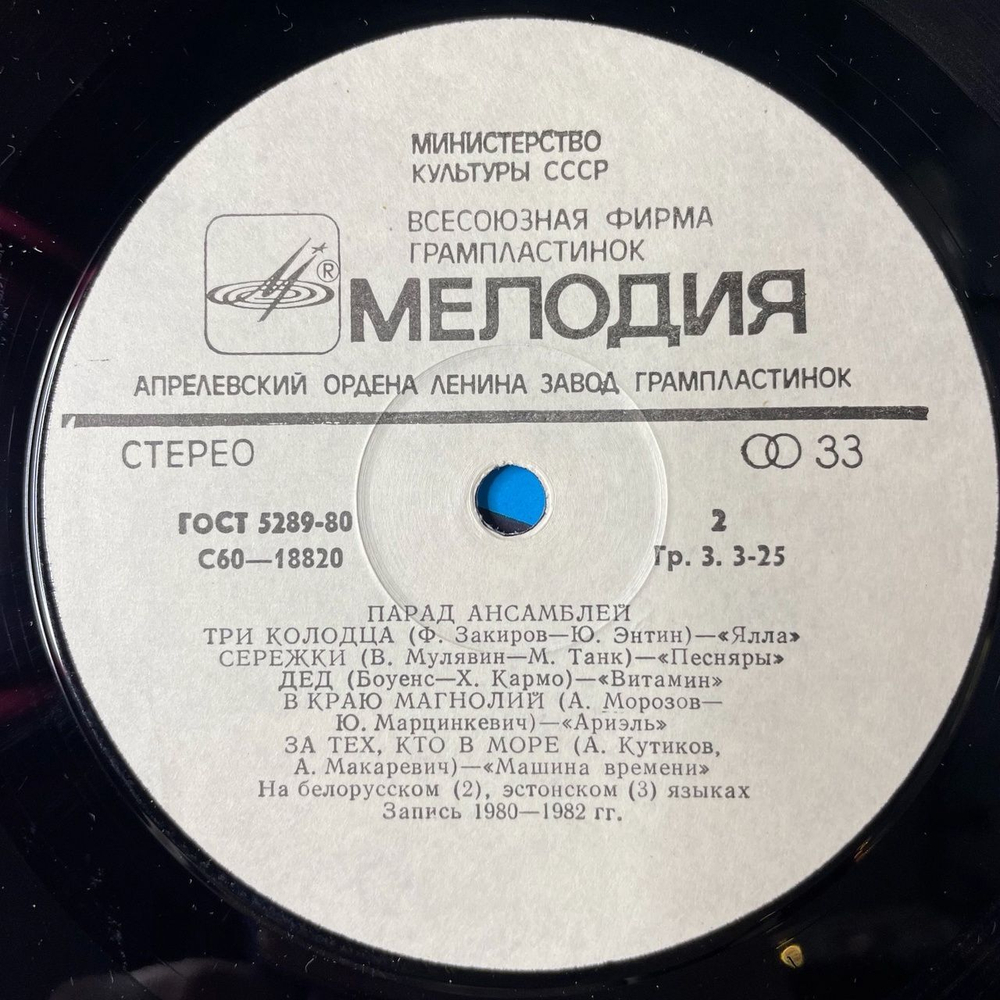 МИНИСТЕРСТВО
КУЛЬТУРЫ СССР
ВСЕСОЮЗНАЯ ФИРМА
ГРАМПЛАСТИНОК
®
МЕЛОДИЯ
АПРЕЛЕВСКИЙ ОРДЕНА ЛЕНИНА ЗАВОД ГРАМПЛАСТИНОК
СТЕРЕО
33
ГОСТ 5289-80
2
С60—18820
Гр. 3. 3-25
ПАРАД АНСАМБЛЕЙ
ТРИ КОЛОДЦА (Ф. Закиров—Ю. Энтин)—«Ялла»
СЕРЕЖКИ (В. Мулявин—М. Танк)—«Песняры»
ДЕД (Боуенс—Х. Кармо)—«Витамин»
В КРАЮ МАГНОЛИЙ (А. Морозов—
Ю. Марцинкевич)—«Ариэль»
ЗА ТЕХ, КТО В МОРЕ (А. Кутиков,
А. Макаревич)—«Машина времени»
На белорусском (2), эстонском (3) языках
Запись 1980—1982 гг.